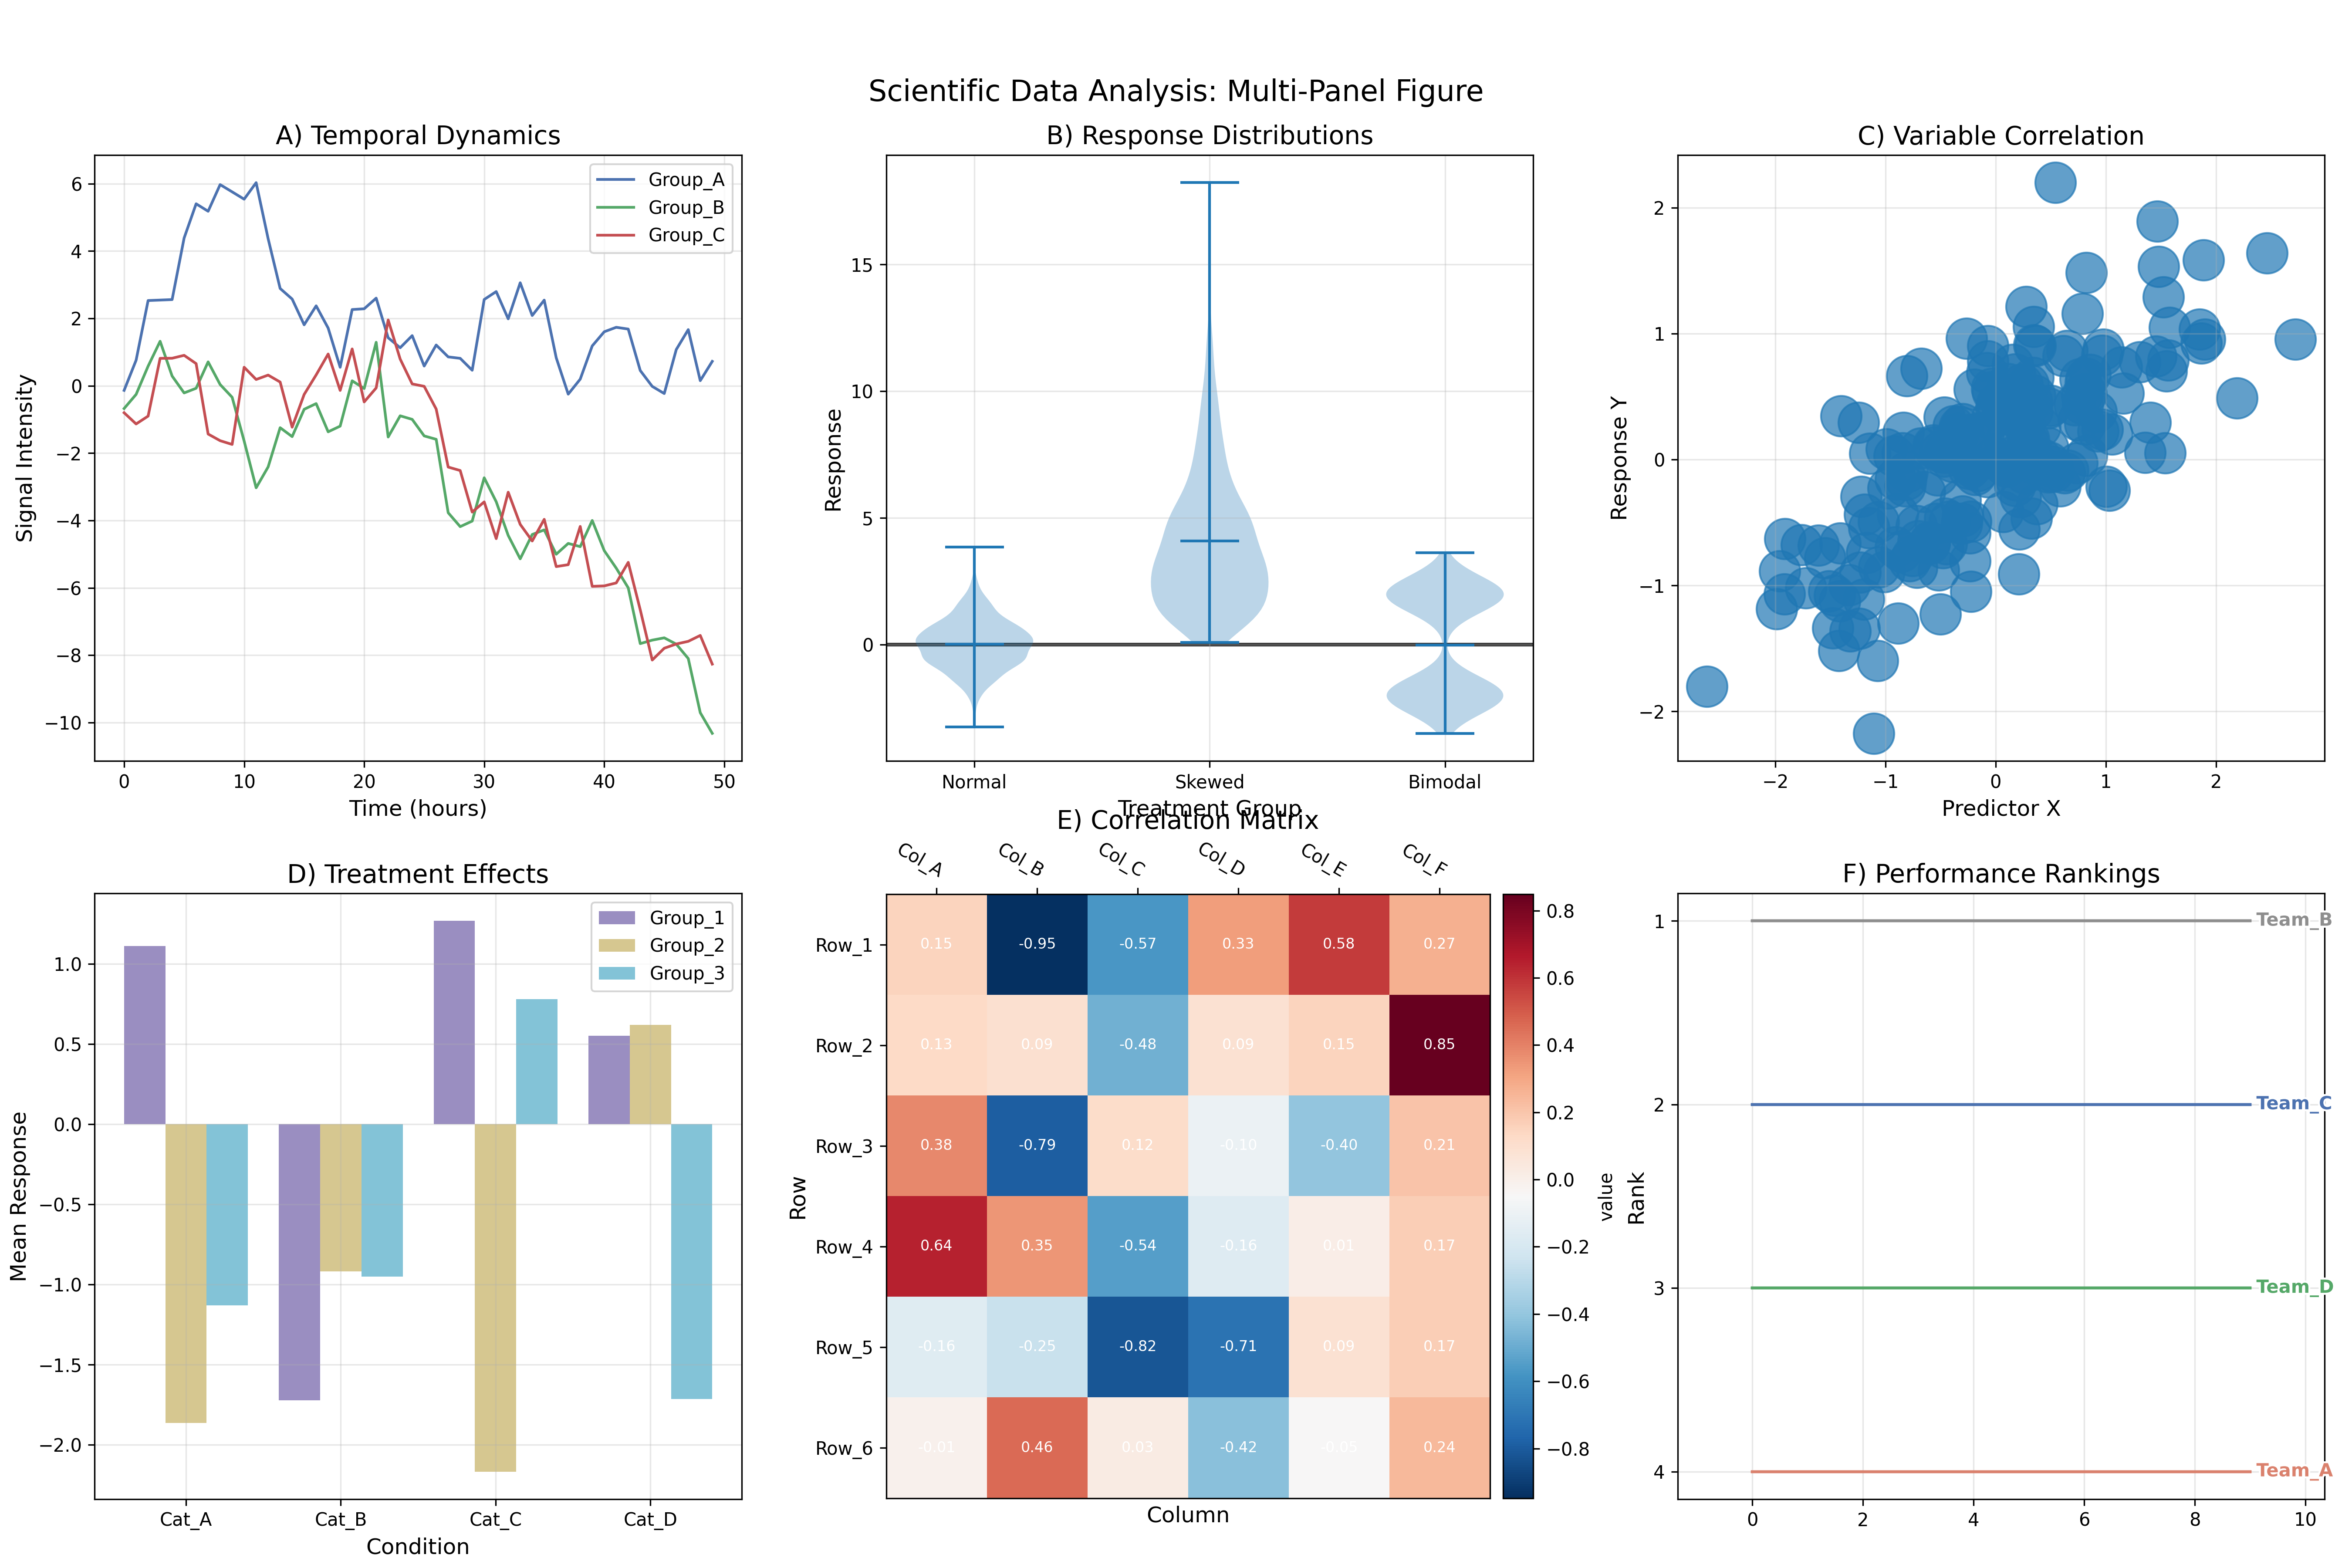 Scientific Data Analysis: Multi-Panel Figure
A) Temporal Dynamics
Signal Intensity
6
4
2
0
−2
−4
−6
−8
−10
Group_A
Group_B
Group_C
0 10 20 30 40 50
Time (hours)
B) Response Distributions
Response
15
10
5
0
Normal Skewed Bimodal
Treatment Group
C) Variable Correlation
Response Y
2
1
0
−1
−2
−2 −1 0 1 2
Predictor X
D) Treatment Effects
Mean Response
1.0
0.5
0.0
−0.5
−1.0
−1.5
−2.0
Group_1
Group_2
Group_3
Cat_A Cat_B Cat_C Cat_D
Condition
E) Correlation Matrix
Col_A Col_B Col_C Col_D Col_E Col_F
Row
Row_1 0.15 -0.95 -0.57 0.33 0.58 0.27
Row_2 0.13 0.09 -0.48 0.09 0.15 0.85
Row_3 0.38 -0.79 0.12 -0.10 -0.40 0.21
Row_4 0.64 0.35 -0.54 -0.16 0.01 0.17
Row_5 -0.16 -0.25 -0.82 -0.71 0.09 0.17
Row_6 -0.01 0.46 0.03 -0.42 0.24
Column
0.8
0.6
0.4
0.2
0.0
−0.2
−0.4
−0.6
−0.8
value
F) Performance Rankings
Rank
1
2
3
4
Team_B
Team_C
Team_D
Team_A
0 2 4 6 8 10